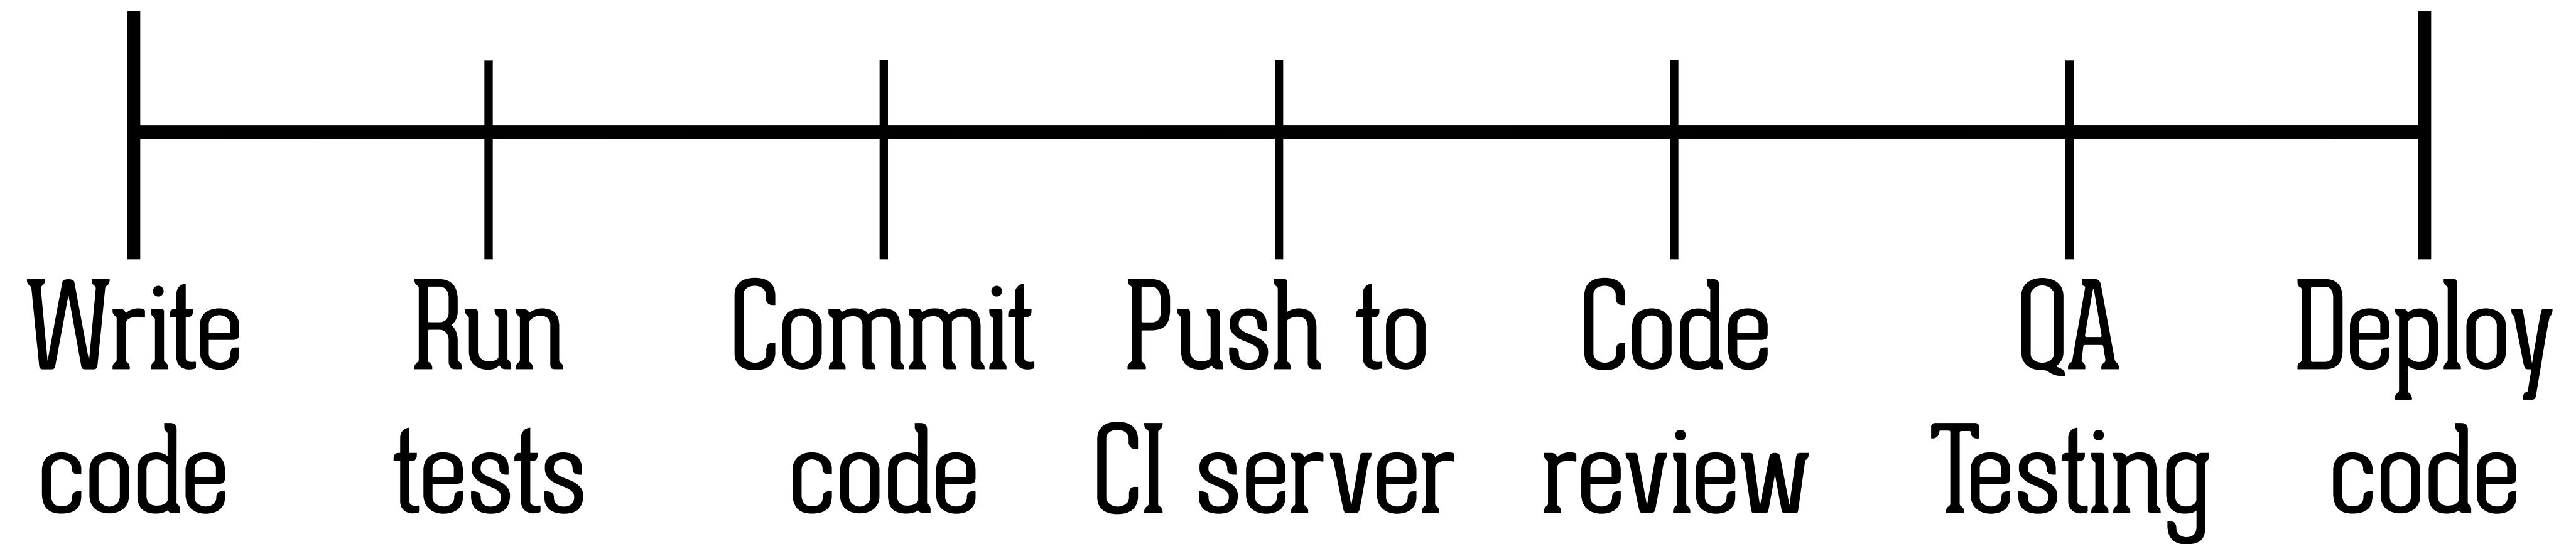 Write
code
Run
tests
Commit
code
Push to
CI server
Code
review
QA
Testing
Deploy
code